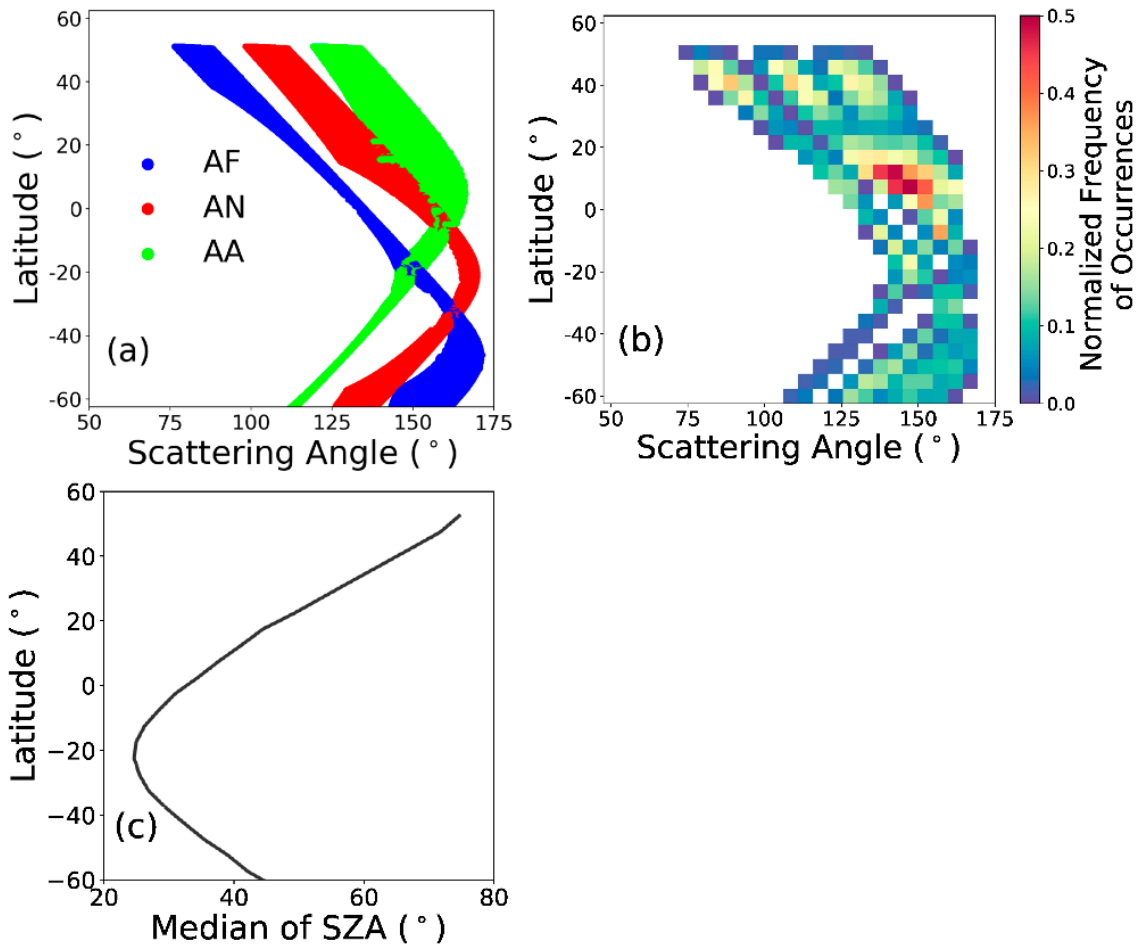 60
40
20
0
-20
-40
-60
Latitude (°)
AF
AN
AA
(a)
50 75 100 125 150 175
Scattering Angle (°)
60
40
20
0
-20
-40
-60
Latitude (°)
(b)
50 75 100 125 150 175
Scattering Angle (°)
0.5
0.4
0.3
0.2
0.1
0.0
Normalized Frequency
of Occurrences
60
40
20
0
−20
−40
−60
Latitude (°)
(c)
20 40 60 80
Median of SZA (°)